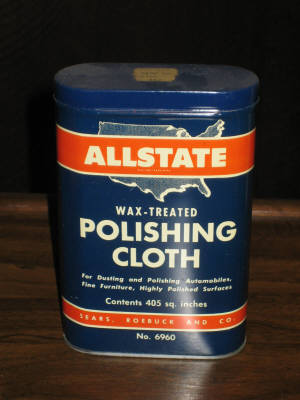 ALLSTATE
WAX-TREATED
POLISHING
CLOTH
For Dusting and Polishing Automobiles,
Fine Furniture, Highly Polished Surfaces
Contents 405 sq. inches
SEARS, ROEBUCK AND CO.
No. 6960